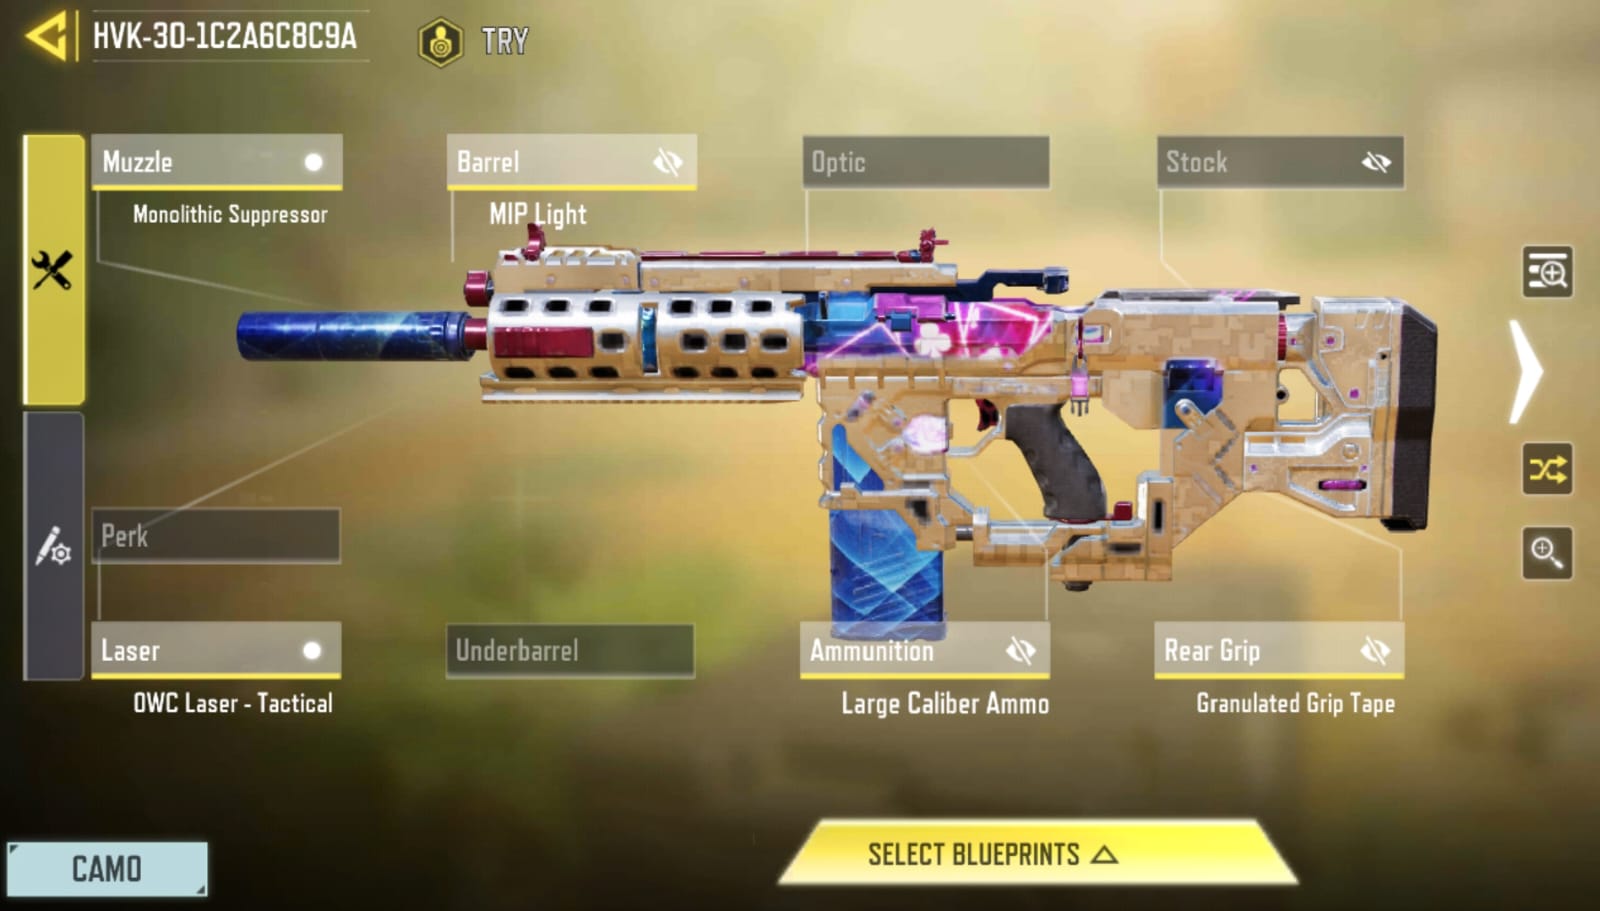 HVK-30-1C2A6C8C9A
TRY
Muzzle
Monolithic Suppressor
Barrel
MIP Light
Optic
Stock
Perk
Laser
OWC Laser - Tactical
Underbarrel
Ammunition
Large Caliber Ammo
Rear Grip
Granulated Grip Tape
CAMO
SELECT BLUEPRINTS